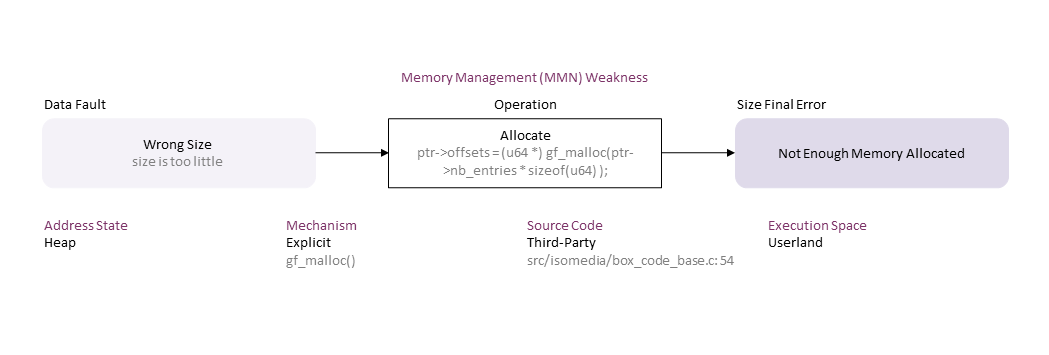 Memory Management (MMN) Weakness
Data Fault
Operation
Size Final Error
Wrong Size
size is too little
Allocate
ptr->offsets = (u64 *) gf_malloc(ptr-
>nb_entries * sizeof(u64) );
Not Enough Memory Allocated
Address State
Heap
Mechanism
Explicit
gf_malloc()
Source Code
Third-Party
src/isomedia/box_code_base.c: 54
Execution Space
Userland